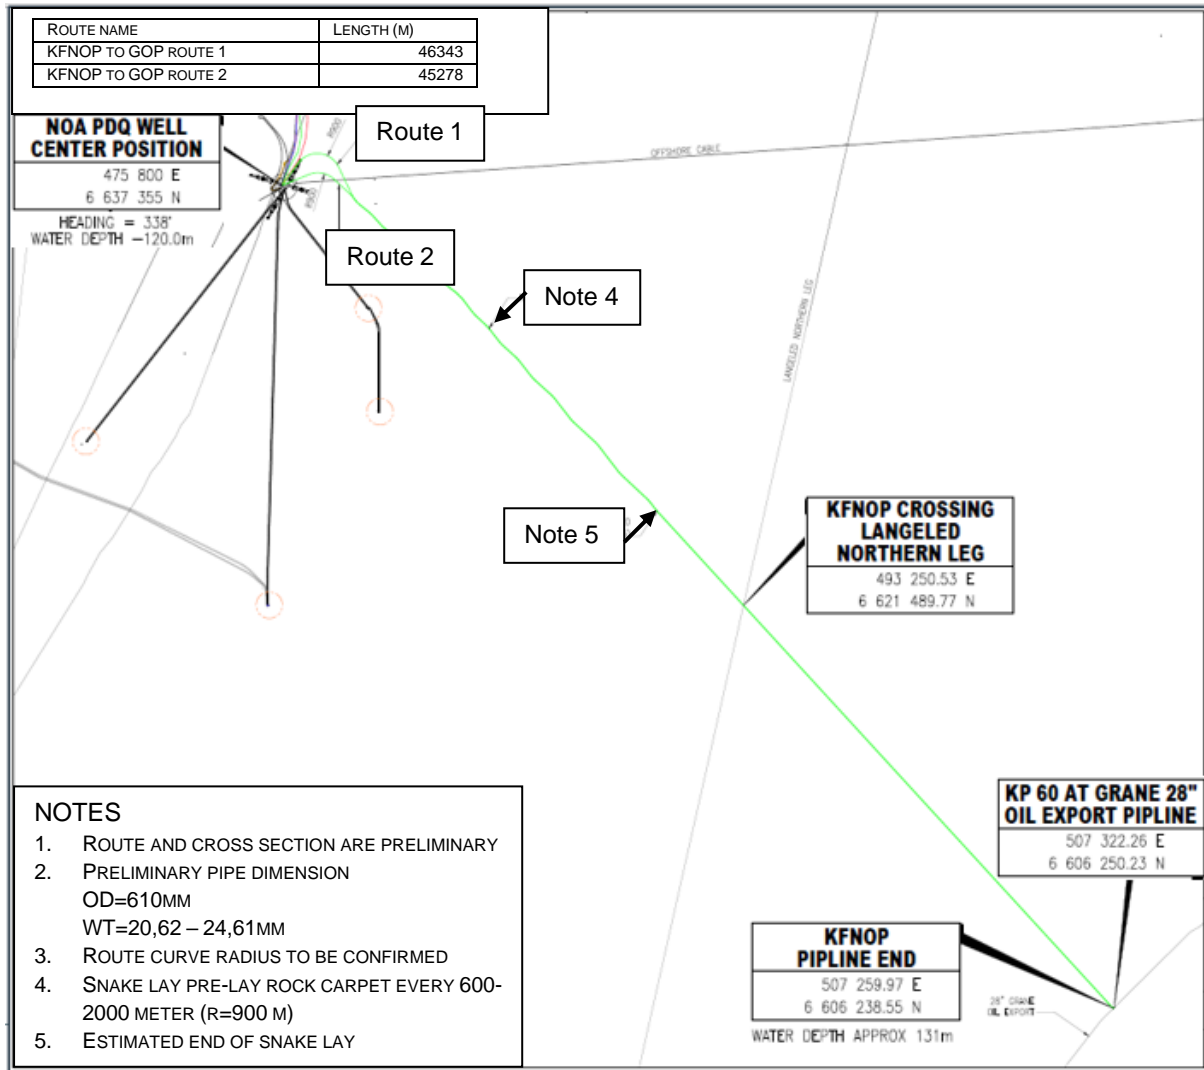 ROUTE NAME LENGTH (M)
KFNOP TO GOP ROUTE 1 46343
KFNOP TO GOP ROUTE 2 45278
NOA PDQ WELL
CENTER POSITION
475 800 E
6 637 355 N
HEADING = 338°
WATER DEPTH -120.0m
Route 1
R900
R900
OFFSHORE CABLE
Route 2
Note 4
LANGELED NORTHERN LEG
Note 5
KFNOP CROSSING
LANGELED
NORTHERN LEG
493 250.53 E
6 621 489.77 N
KP 60 AT GRANE 28"
OIL EXPORT PIPLINE
507 322.26 E
6 606 250.23 N
KFNOP
PIPLINE END
507 259.97 E
6 606 238.55 N
WATER DEPTH APPROX 131m
28" GRANE
OIL EXPORT
NOTES
1. ROUTE AND CROSS SECTION ARE PRELIMINARY
2. PRELIMINARY PIPE DIMENSION
OD=610MM
WT=20,62 – 24,61MM
3. ROUTE CURVE RADIUS TO BE CONFIRMED
4. SNAKE LAY PRE-LAY ROCK CARPET EVERY 600-
2000 METER (R=900 M)
5. ESTIMATED END OF SNAKE LAY